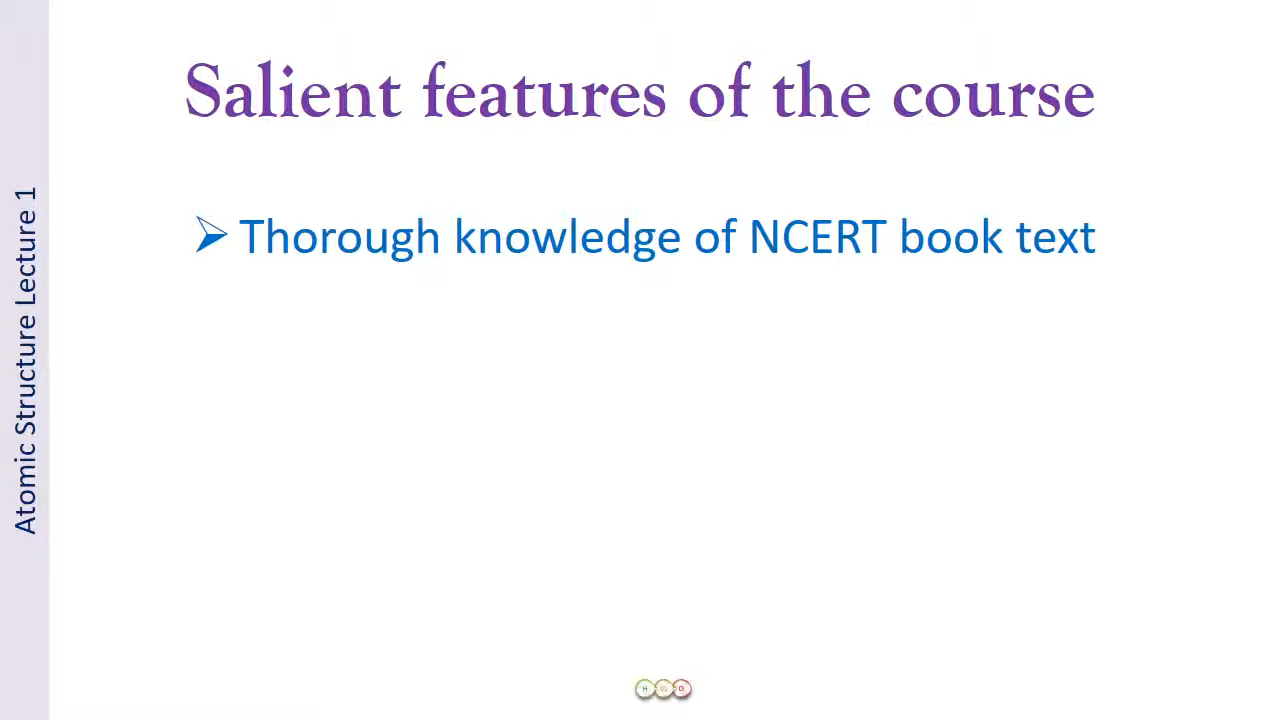 Salient features of the course
Thorough knowledge of NCERT book text
Atomic Structure Lecture 1